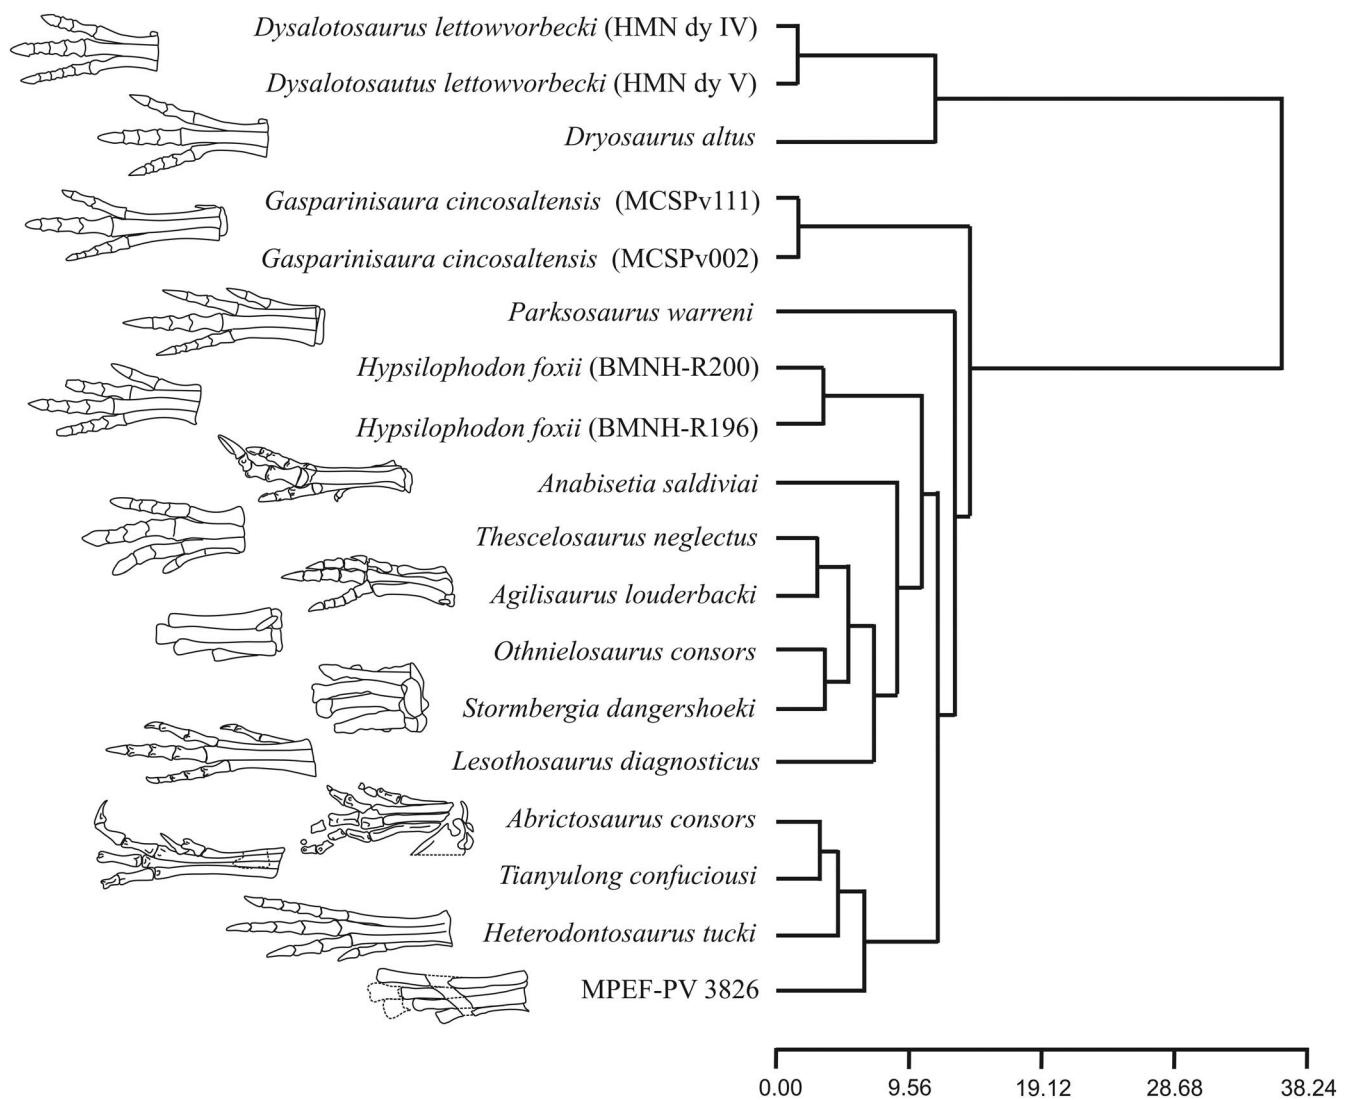 Dysalotosaurus lettowvorbecki (HMN dy IV)
Dysalotosautus lettowvorbecki (HMN dy V)
Dryosaurus altus
Gasparinisaura cincosaltensis (MCSPv111)
Gasparinisaura cincosaltensis (MCSPv002)
Parksosaurus warreni
Hypsilophodon foxii (BMNH-R200)
Hypsilophodon foxii (BMNH-R196)
Anabisetia saldiviai
Thescelosaurus neglectus
Agilisaurus louderbacki
Othnielosaurus consors
Stormbergia dangershoeki
Lesothosaurus diagnosticus
Abrictosaurus consors
Tianyulong confuciousi
Heterodontosaurus tucki
MPEF-PV 3826
0.00 9.56 19.12 28.68 38.24